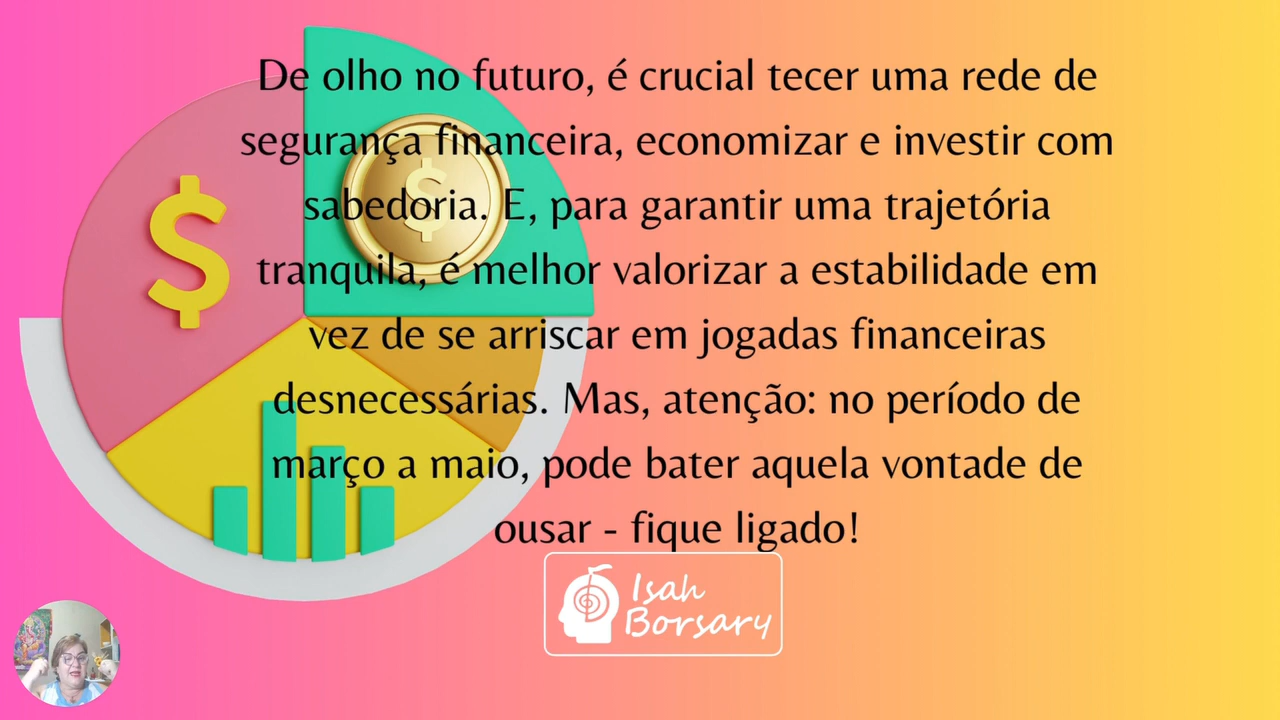 De olho no futuro, é crucial tecer uma rede de
segurança financeira, economizar e investir com
sabedoria. E, para garantir uma trajetória
tranquila, é melhor valorizar a estabilidade em
vez de se arriscar em jogadas financeiras
desnecessárias. Mas, atenção: no período de
março a maio, pode bater aquela vontade de
ousar - fique ligado!
$
$
Isah
Borsary